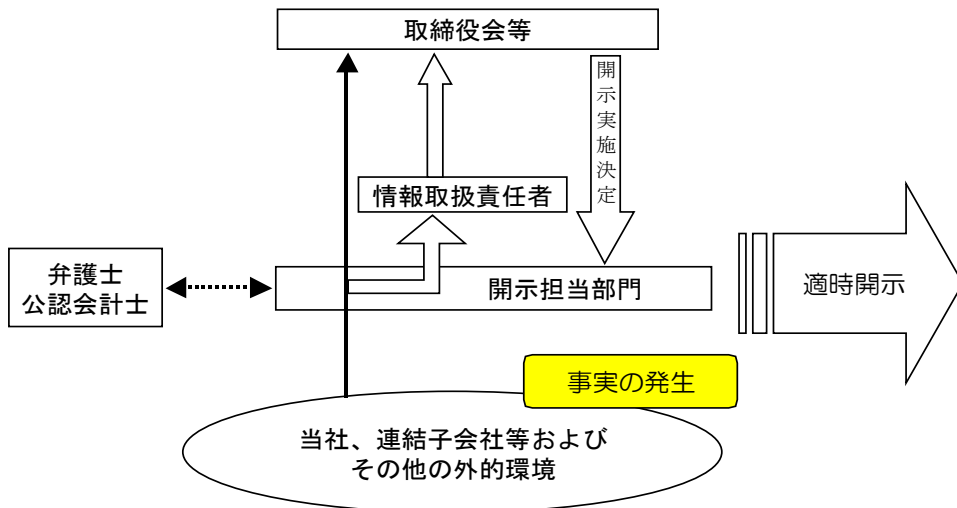 取締役会等
開示実施決定
情報取扱責任者
弁護士
公認会計士
開示担当部門
適時開示
事実の発生
当社、連結子会社等および
その他の外的環境